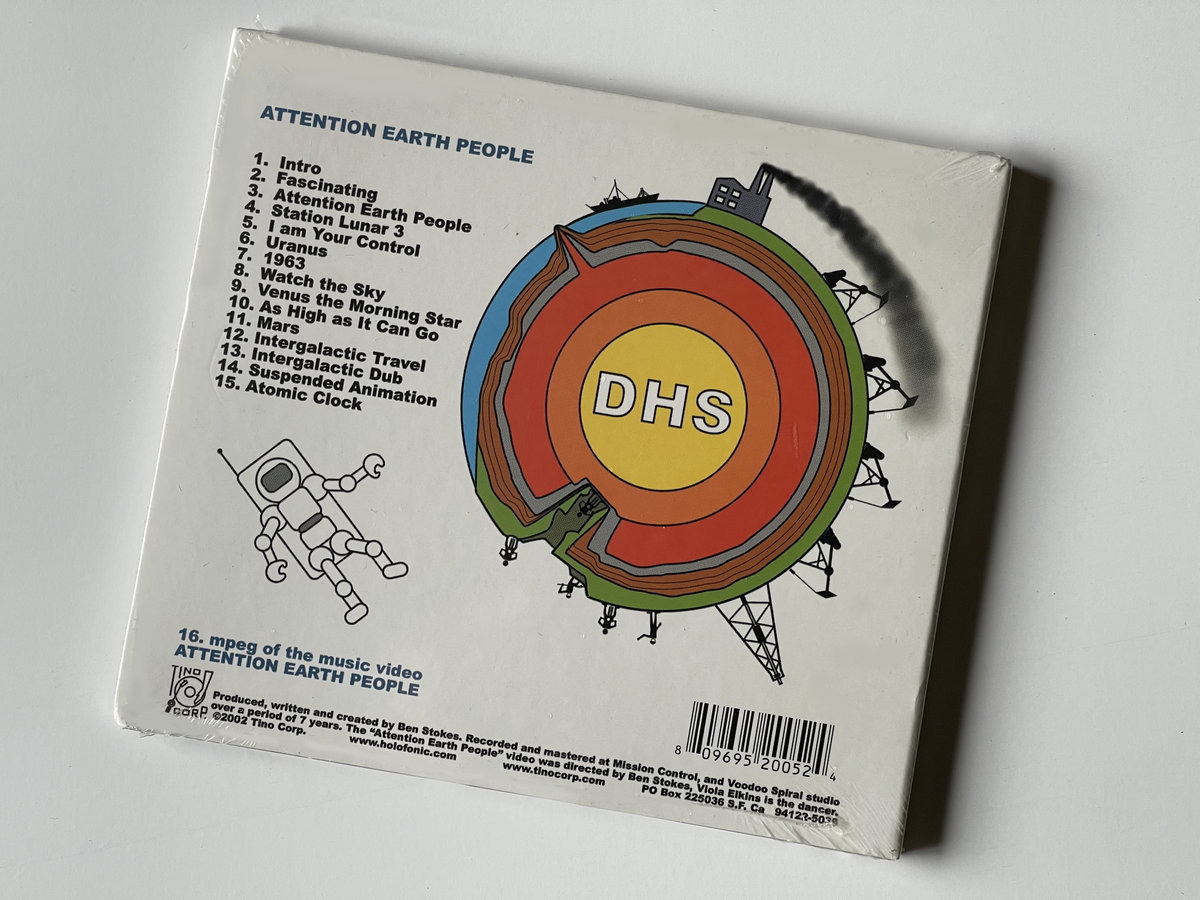 ATTENTION EARTH PEOPLE
1. Intro
2. Fascinating
3. Attention Earth People
4. Station Lunar 3
5. I am Your Control
6. Uranus
7. 1963
8. Watch the Sky
9. Venus the Morning Star
10. As High as It Can Go
11. Mars
12. Intergalactic Travel
13. Intergalactic Dub
14. Suspended Animation
15. Atomic Clock
DHS
16. mpeg of the music video
ATTENTION EARTH PEOPLE
TINO
CORP
Produced, written and created by Ben Stokes. Recorded and mastered at Mission Control, and Voodoo Spiral studio
over a period of 7 years. The "Attention Earth People" video was directed by Ben Stokes, Viola Elkins is the dancer.
©2002 Tino Corp. www.holofonic.com www.tinocorp.com PO Box 225036 S.F. Ca
8 09695 20052 4